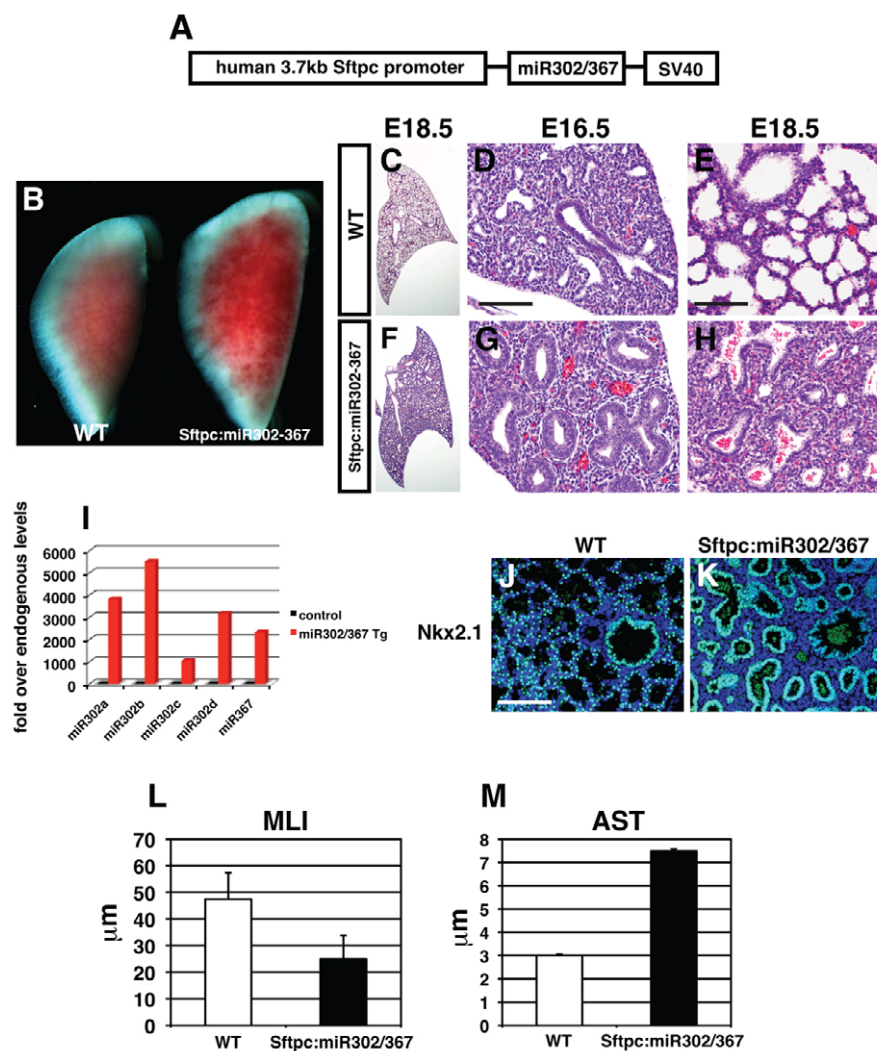 A
human 3.7kb Sftpc promoter
miR302/367
SV40
E18.5
E16.5
E18.5
B
WT
Sftpc:miR302-367
WT
C
D
E
Sftpc:miR302-367
F
G
H
I
fold over endogenous levels
6000
5000
4000
3000
2000
1000
0
miR302a
miR302b
miR302c
miR302d
miR367
control
miR302/367 Tg
WT
Sftpc:miR302/367
Nkx2.1
J
K
L
MLI
μm
70
60
50
40
30
20
10
0
WT
Sftpc:miR302/367
M
AST
μm
8
7
6
5
4
3
2
1
0
WT
Sftpc:miR302/367